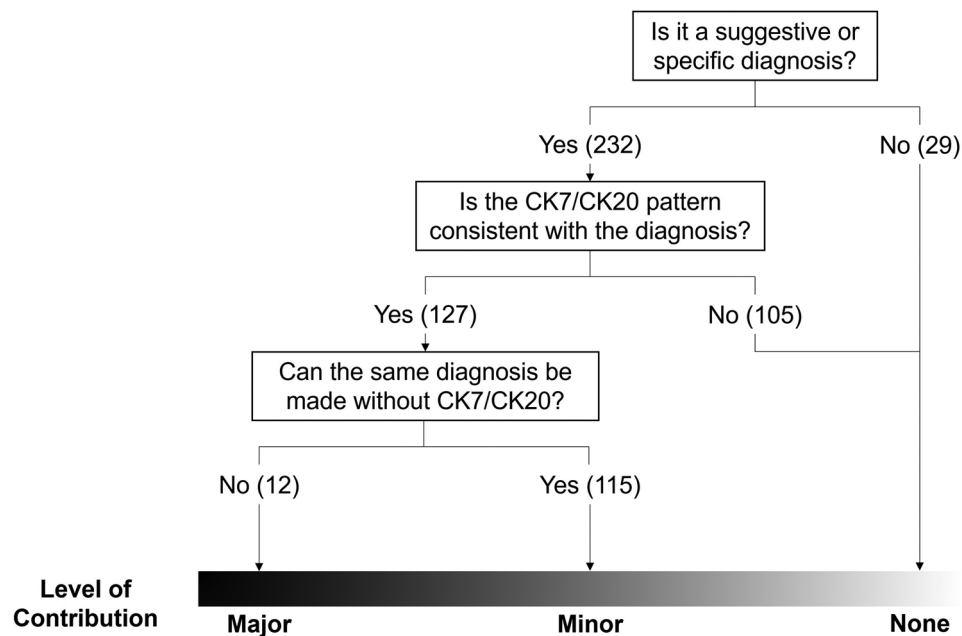 Is it a suggestive or
specific diagnosis?
Yes (232)
No (29)
Is the CK7/CK20 pattern
consistent with the diagnosis?
Yes (127)
No (105)
Can the same diagnosis be
made without CK7/CK20?
No (12)
Yes (115)
Level of
Contribution
Major
Minor
None